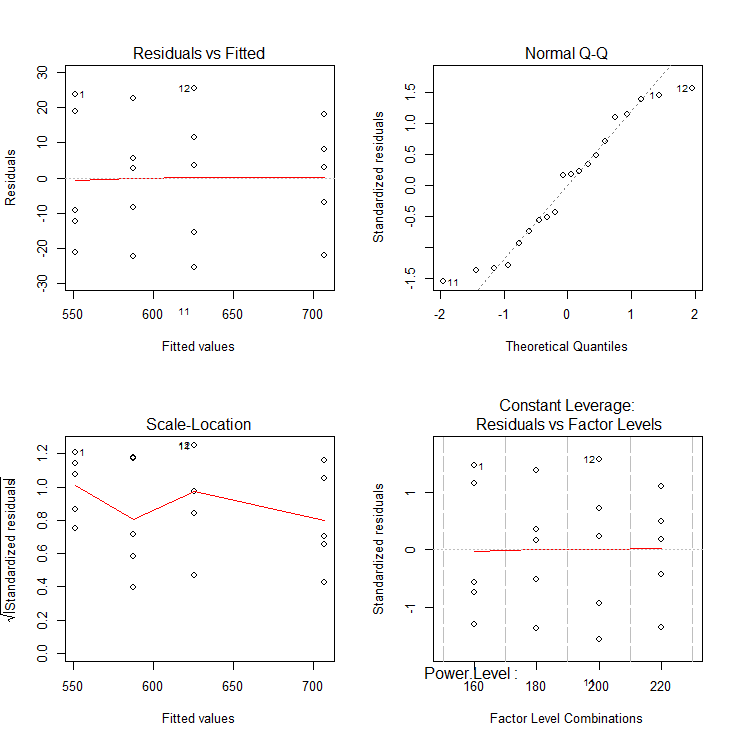 Residuals vs Fitted
Residuals
30
20
10
0
-10
-20
-30
1
12
11
550 600 650 700
Fitted values
Normal Q-Q
Standardized residuals
1.5
1.0
0.5
0.0
-0.5
-1.5
1
12
11
-2 -1 0 1 2
Theoretical Quantiles
Scale-Location
√|Standardized residuals|
1.2
1.0
0.8
0.6
0.4
0.2
0.0
1
550 600 650 700
Fitted values
Constant Leverage:
Residuals vs Factor Levels
Standardized residuals
1
0
-1
1
12
Power.Level :
160 180 200 220
Factor Level Combinations